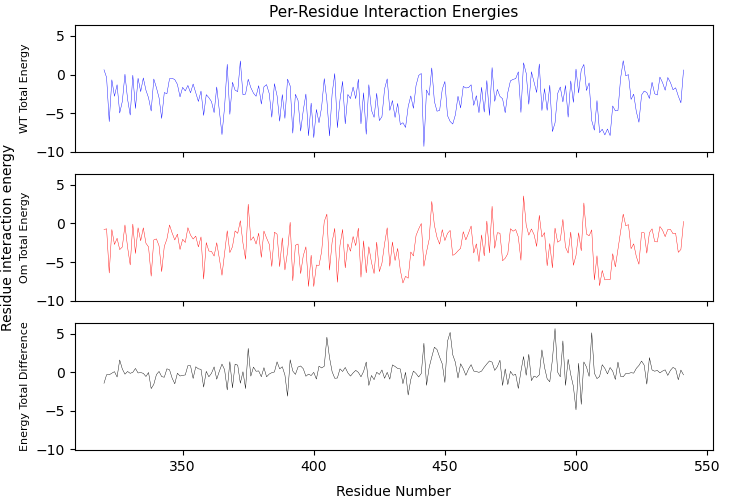 Per-Residue Interaction Energies
5
0
−5
−10
WT Total Energy
5
0
−5
−10
Om Total Energy
Residue interaction energy
5
0
−5
−10
Energy Total Difference
350
400
450
500
550
Residue Number